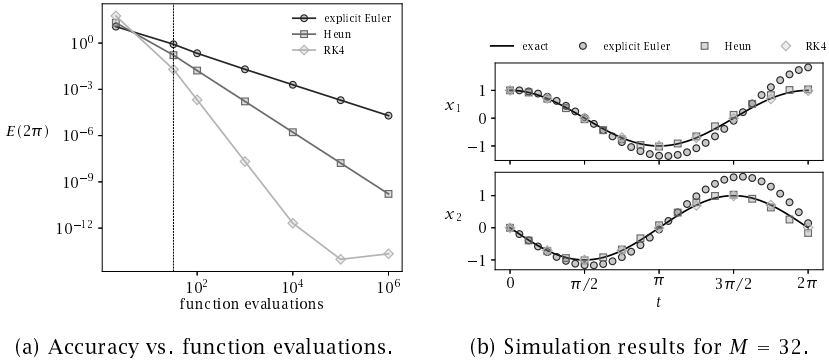 explicit Euler
Heun
RK4
10^0
10^-3
10^-6
10^-9
10^-12
E(2π)
10^2
10^4
10^6
function evaluations
(a) Accuracy vs. function evaluations.
exact
explicit Euler
Heun
RK4
x_1
1
0
−1
x_2
1
0
−1
0
π/2
π
3π/2
2π
t
(b) Simulation results for M = 32.